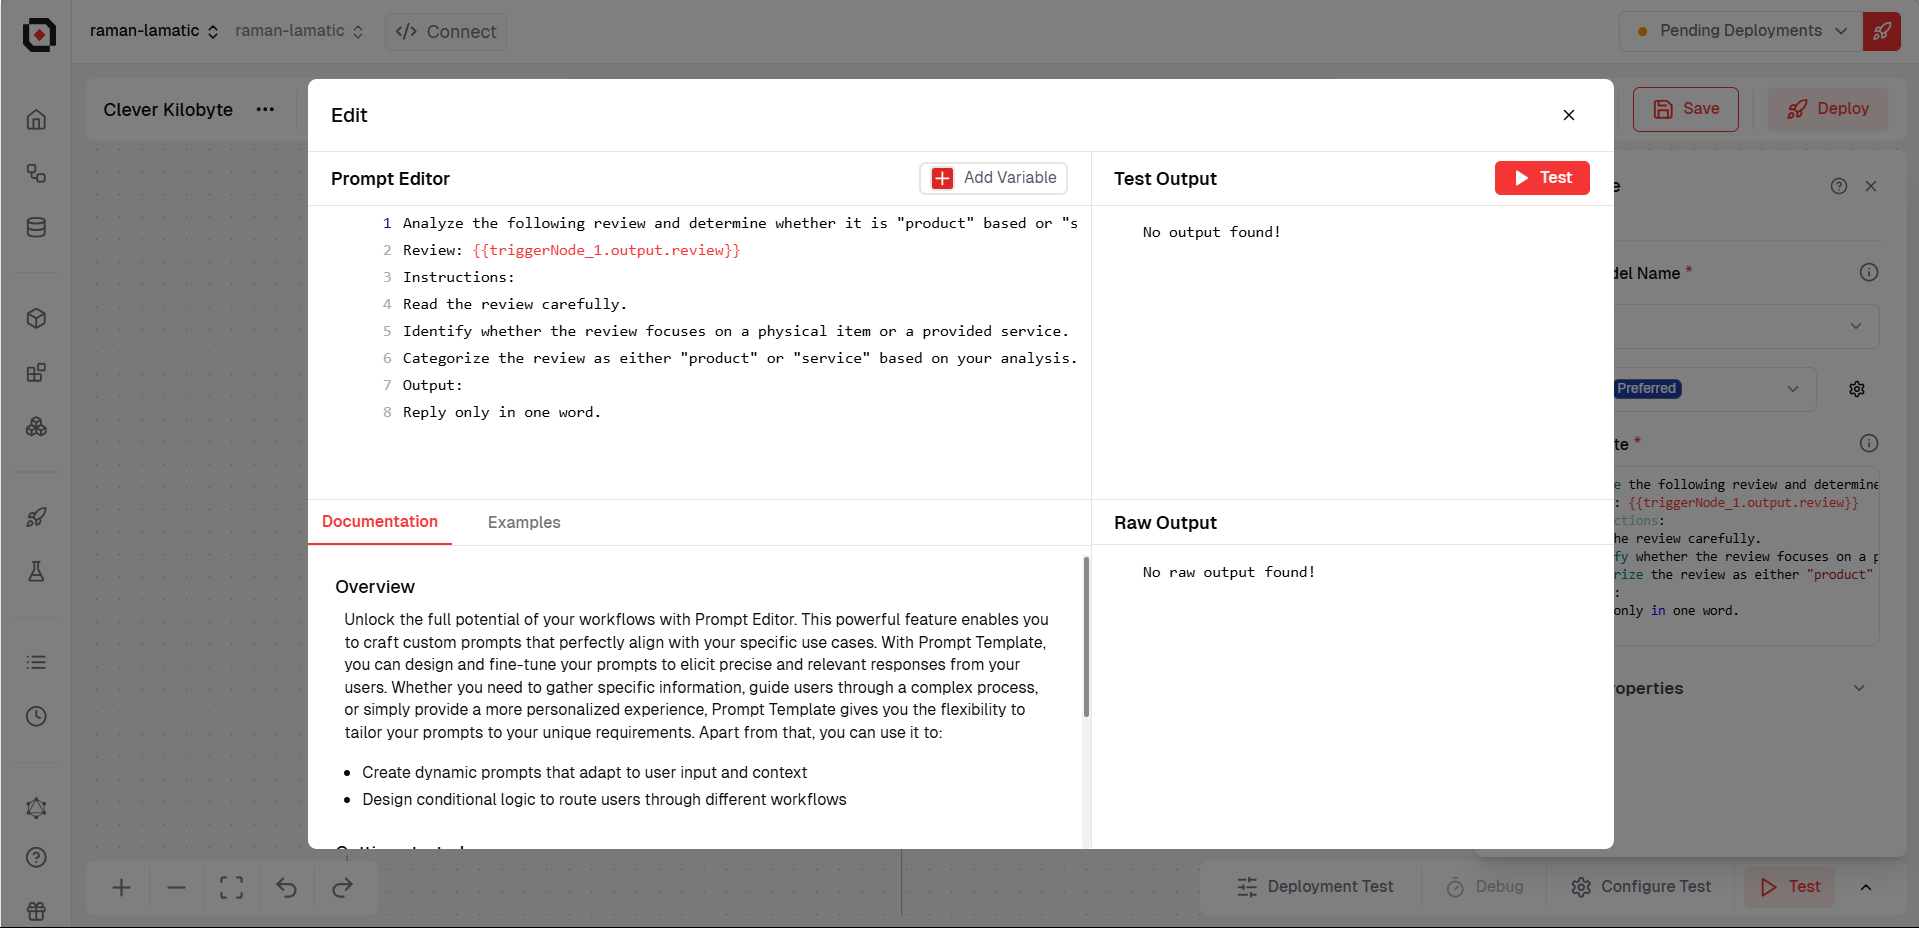 raman-lamatic
raman-lamatic
Connect
Pending Deployments
Clever Kilobyte
Save
Deploy
Edit
Prompt Editor
Add Variable
1 Analyze the following review and determine whether it is "product" based or "s
2 Review: {{triggerNode_1.output.review}}
3 Instructions:
4 Read the review carefully.
5 Identify whether the review focuses on a physical item or a provided service.
6 Categorize the review as either "product" or "service" based on your analysis.
7 Output:
8 Reply only in one word.
Test Output
Test
No output found!
Documentation
Examples
Overview
Unlock the full potential of your workflows with Prompt Editor. This powerful feature enables you
to craft custom prompts that perfectly align with your specific use cases. With Prompt Template,
you can design and fine-tune your prompts to elicit precise and relevant responses from your
users. Whether you need to gather specific information, guide users through a complex process,
or simply provide a more personalized experience, Prompt Template gives you the flexibility to
tailor your prompts to your unique requirements. Apart from that, you can use it to:
Create dynamic prompts that adapt to user input and context
Design conditional logic to route users through different workflows
Raw Output
No raw output found!
e
del Name *
Preferred
te *
e the following review and determine
: {{triggerNode_1.output.review}}
ctions:
he review carefully.
fy whether the review focuses on a p
rize the review as either "product"
:
only in one word.
operties
Deployment Test
Debug
Configure Test
Test